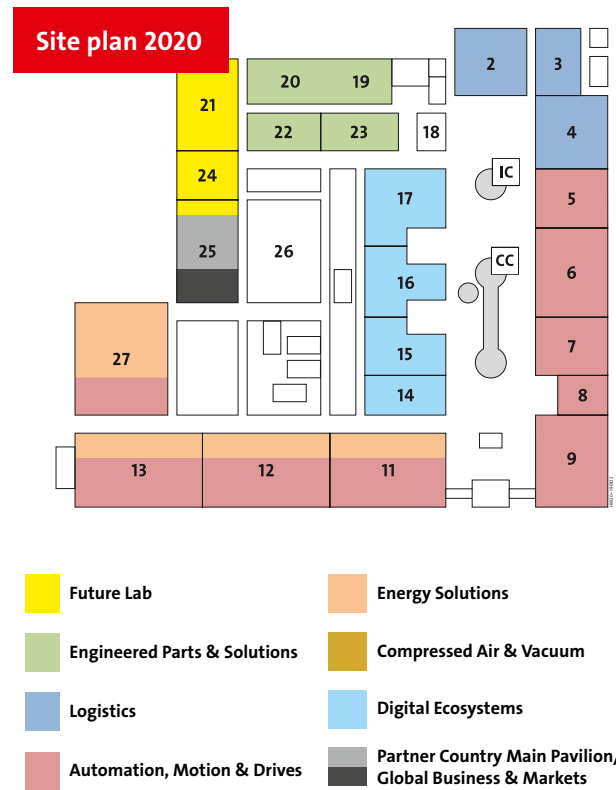 Site plan 2020
2 3
20 19
21
4
22 23 18
24 IC
17 5
25 26 CC 6
16
27 15 7
14 8
13 12 11 9
Future Lab
Energy Solutions
Engineered Parts & Solutions
Compressed Air & Vacuum
Logistics
Digital Ecosystems
Automation, Motion & Drives
Partner Country Main Pavilion,
Global Business & Markets